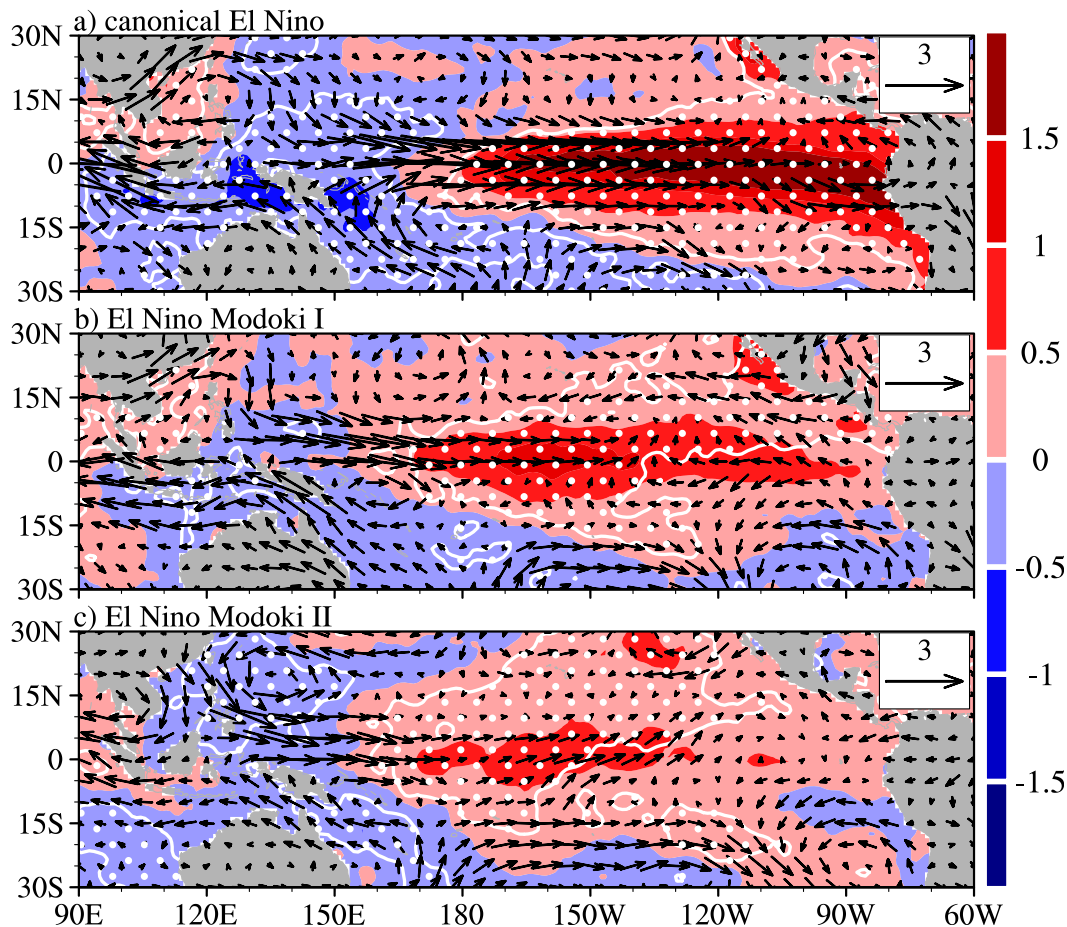 a) canonical El Nino
30N
15N
0
15S
30S
3
b) El Nino Modoki I
30N
15N
0
15S
30S
3
c) El Nino Modoki II
30N
15N
0
15S
30S
3
90E 120E 150E 180 150W 120W 90W 60W
1.5
1
0.5
0
-0.5
-1
-1.5